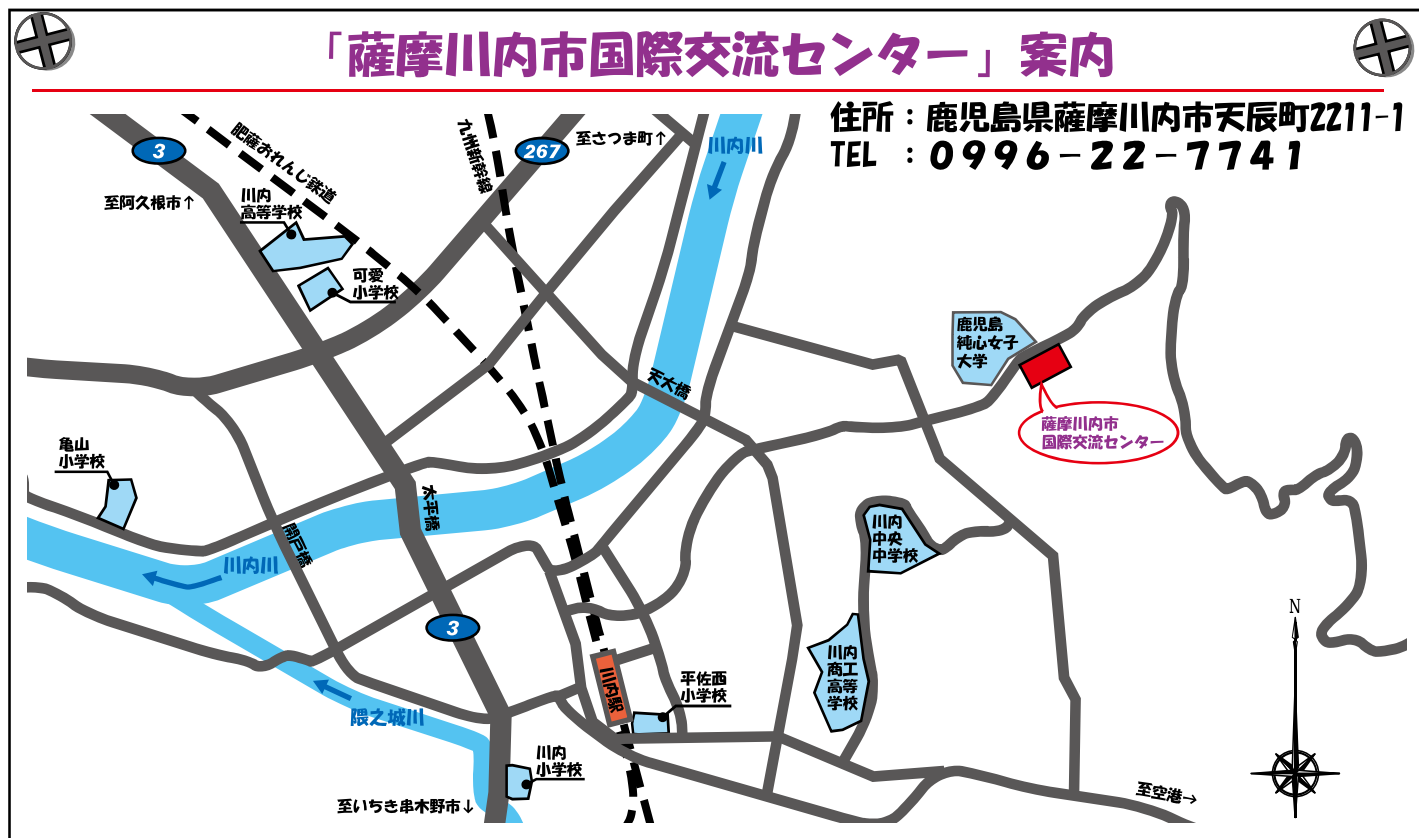 「薩摩川内市国際交流センター」案内
住所：鹿児島県薩摩川内市天辰町2211-1
TEL ：0996-22-7741
3
肥薩おれんじ鉄道
九州新幹線
267
至さつま町↑
川内川
至阿久根市↑
川内
高等学校
可愛
小学校
鹿児島
純心女子
大学
天大橋
薩摩川内市
国際交流センター
亀山
小学校
太平橋
開戸橋
川内川
川内
中央
中学校
3
川内駅
平佐西
小学校
川内
商工
高等
学校
隈之城川
川内
小学校
至いちき串木野市↓
至空港→
N